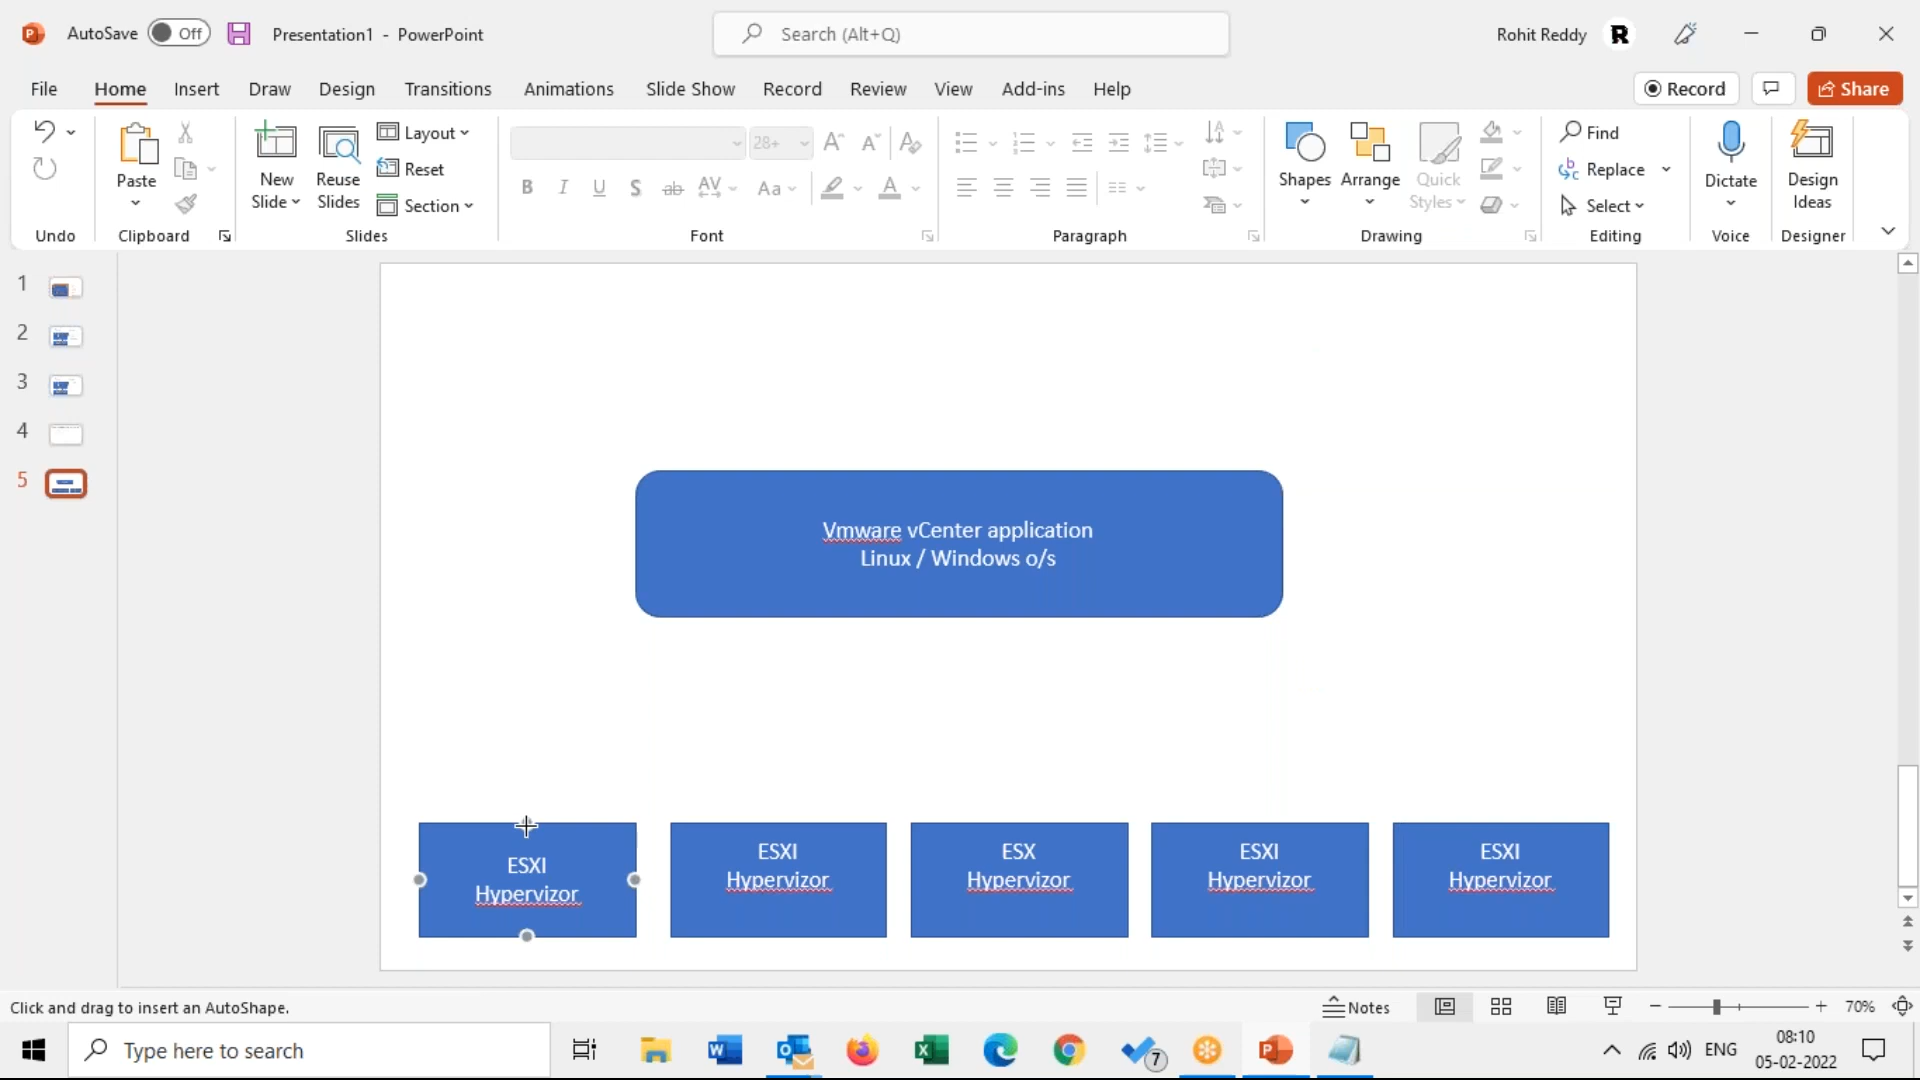 AutoSave Off Presentation1 - PowerPoint Search (Alt+Q) Rohit Reddy
File Home Insert Draw Design Transitions Animations Slide Show Record Review View Add-ins Help Record Share
Paste
New Slide
Reuse Slides
Layout
Reset
Section
28+
B I U S ab AV Aa A
Shapes
Arrange
Quick Styles
Find
Replace
Select
Dictate
Design Ideas
Undo Clipboard Slides Font Paragraph Drawing Editing Voice Designer
1
2
3
4
5
Vmware vCenter application
Linux / Windows o/s
ESXI
Hypervizor
ESXI
Hypervizor
ESX
Hypervizor
ESXI
Hypervizor
ESXI
Hypervizor
Click and drag to insert an AutoShape. Notes 70%
Type here to search 7 ENG 08:10
05-02-2022